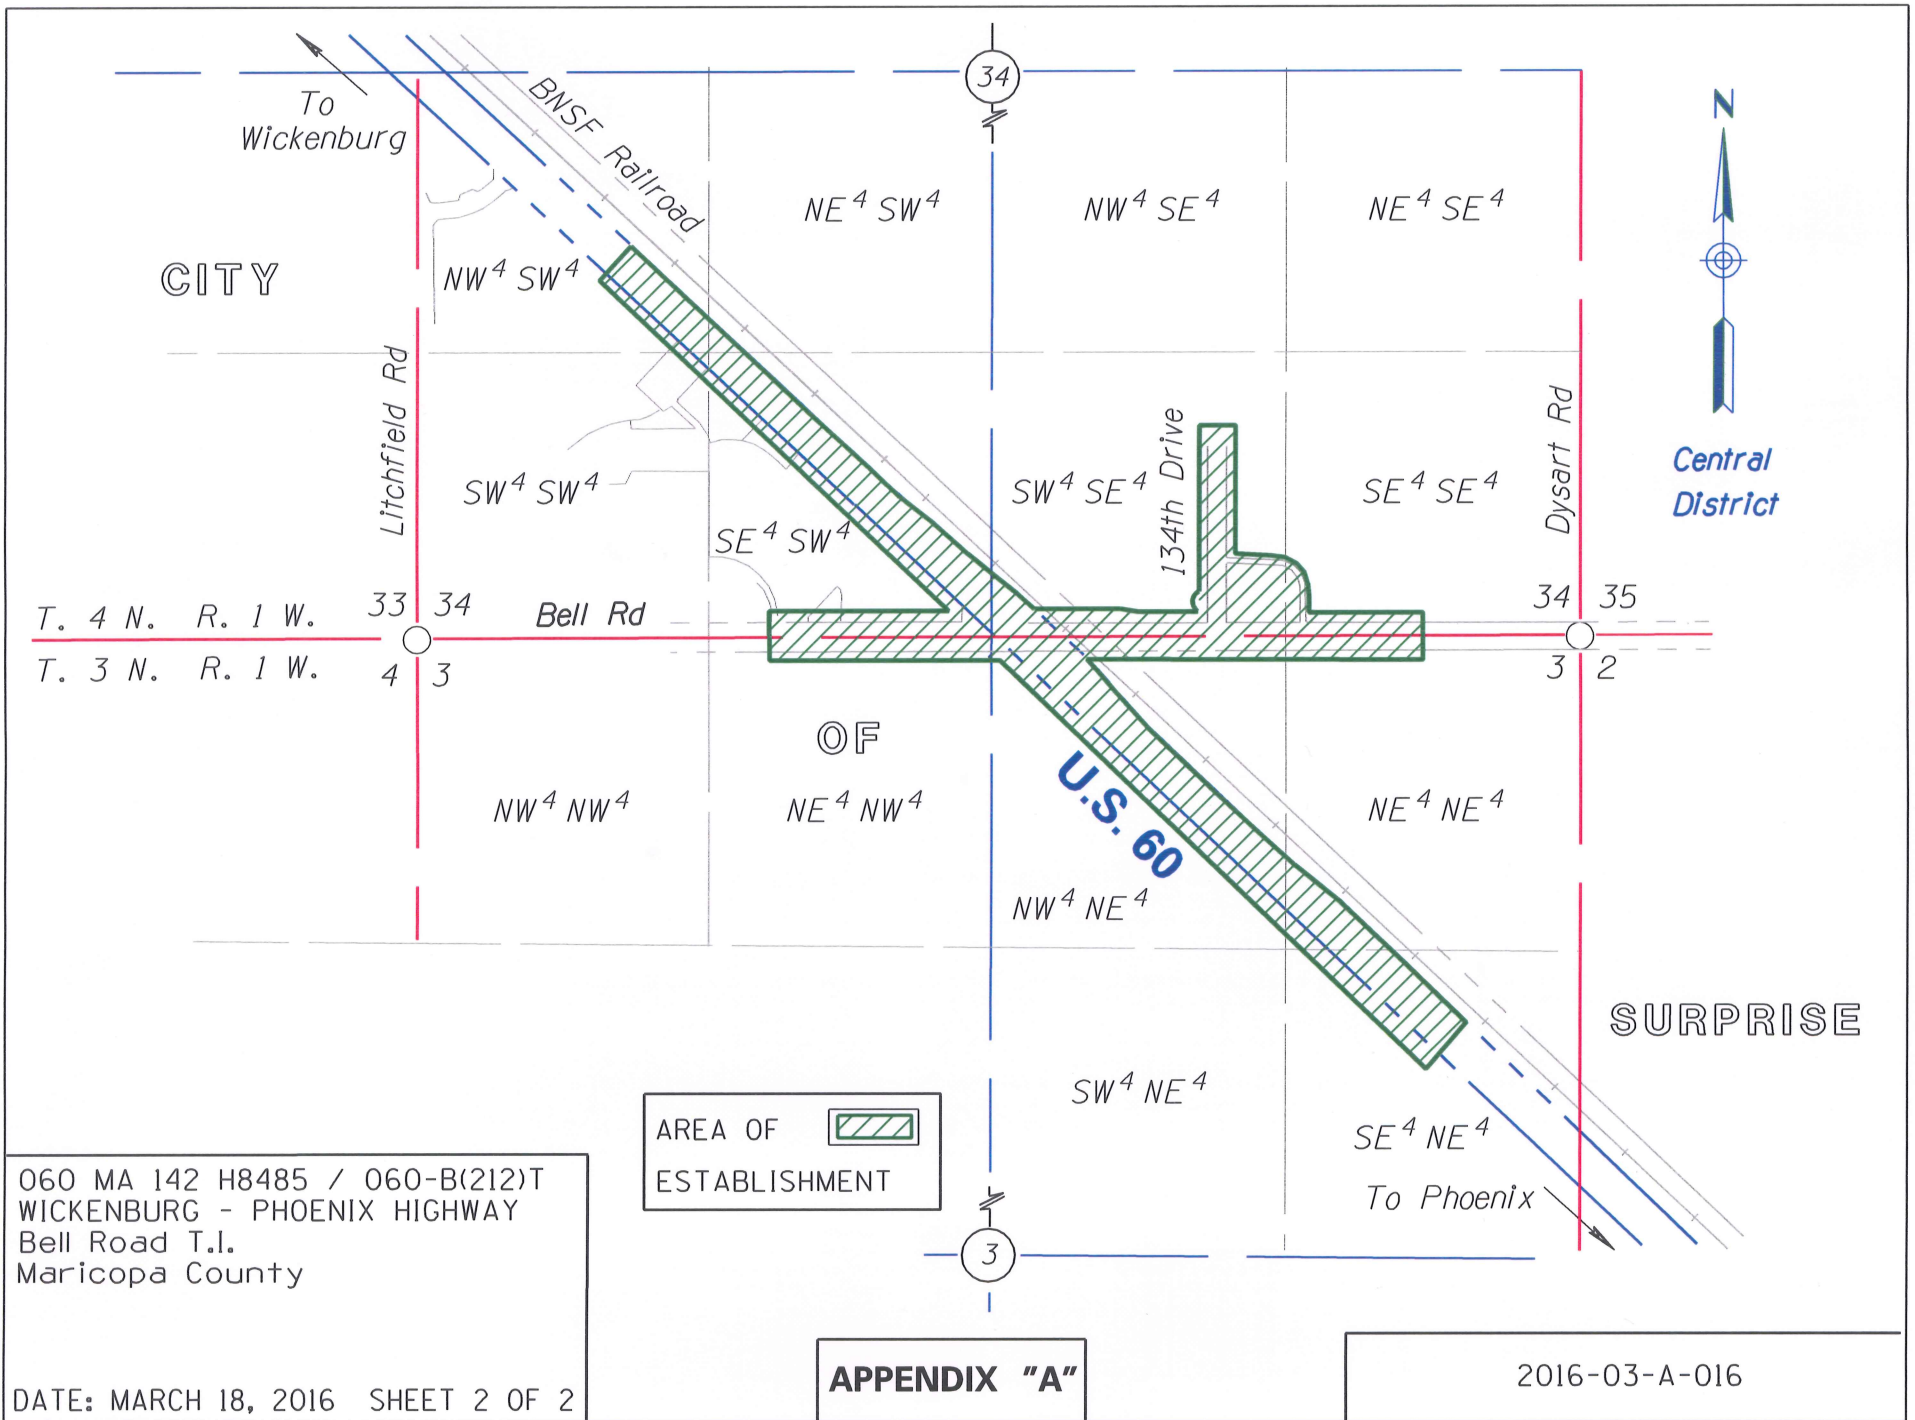 34
To
Wickenburg
BNSF Railroad
N
NE 4 SW 4
NW 4 SE 4
NE 4 SE 4
CITY
NW 4 SW 4
Litchfield Rd
134th Drive
Dysart Rd
Central
District
SW 4 SW 4
SW 4 SE 4
SE 4 SE 4
SE 4 SW 4
T. 4 N. R. 1 W.
33 34
Bell Rd
34 35
T. 3 N. R. 1 W.
4 3
3 2
OF
U.S. 60
NW 4 NW 4
NE 4 NW 4
NE 4 NE 4
NW 4 NE 4
SURPRISE
SW 4 NE 4
SE 4 NE 4
AREA OF
ESTABLISHMENT
To Phoenix
3
060 MA 142 H8485 / 060-B(212)T
WICKENBURG - PHOENIX HIGHWAY
Bell Road T.I.
Maricopa County
DATE: MARCH 18, 2016 SHEET 2 OF 2
APPENDIX "A"
2016-03-A-016